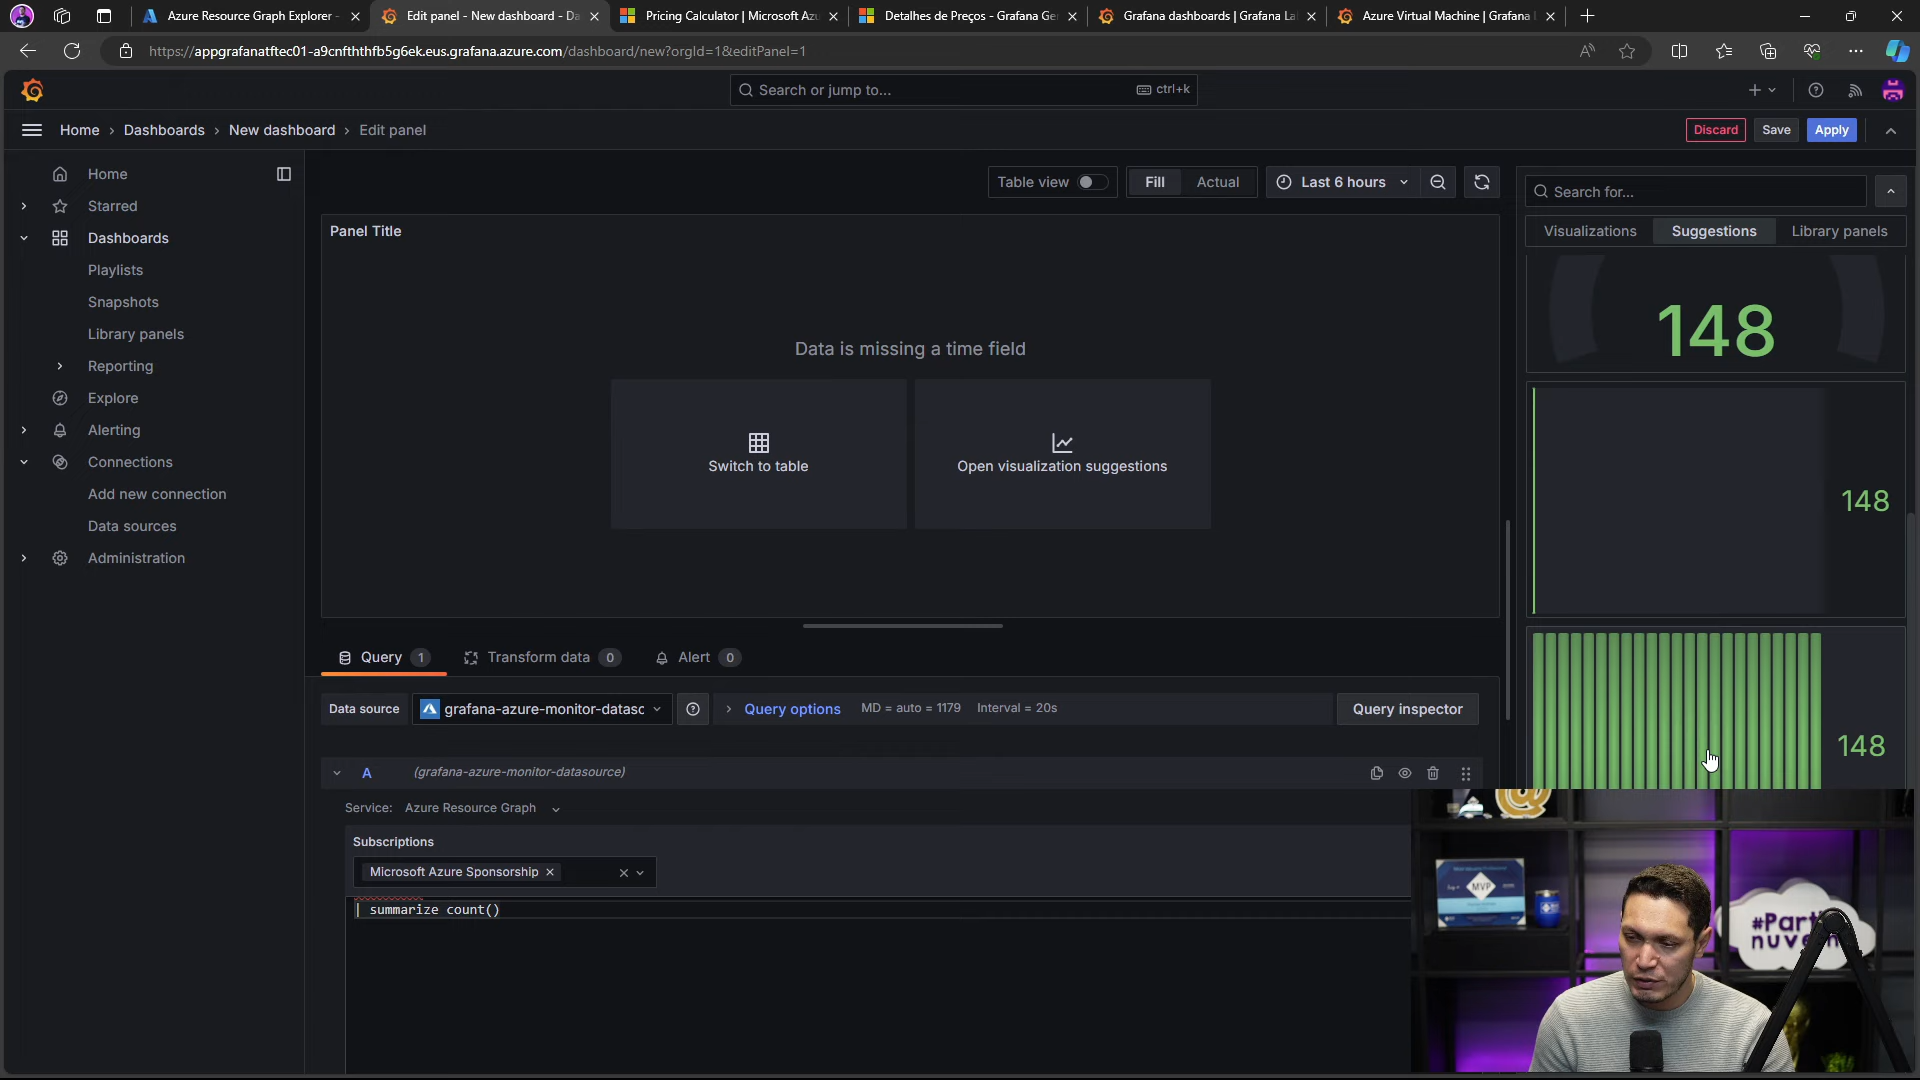 Azure Resource Graph Explorer -
Edit panel - New dashboard - Da
Pricing Calculator | Microsoft Azu
Detalhes de Preços - Grafana Ger
Grafana dashboards | Grafana La
Azure Virtual Machine | Grafana
https://appgrafanatftec01-a9cnfththfb5g6ek.eus.grafana.azure.com/dashboard/new?orgId=1&editPanel=1
Search or jump to...
ctrl+k
Home › Dashboards › New dashboard › Edit panel
Discard
Save
Apply
Home
Starred
Dashboards
Playlists
Snapshots
Library panels
Reporting
Explore
Alerting
Connections
Add new connection
Data sources
Administration
Table view
Fill
Actual
Last 6 hours
Panel Title
Data is missing a time field
Switch to table
Open visualization suggestions
Search for...
Visualizations
Suggestions
Library panels
148
148
148
Query 1
Transform data 0
Alert 0
Data source
grafana-azure-monitor-datasc
Query options
MD = auto = 1179
Interval = 20s
Query inspector
A
(grafana-azure-monitor-datasource)
Service: Azure Resource Graph
Subscriptions
Microsoft Azure Sponsorship
| summarize count()
MVP